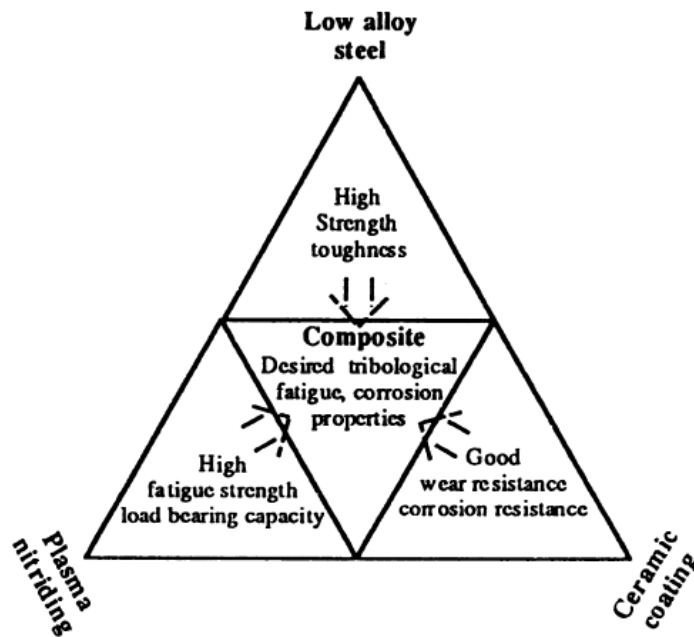 Low alloy
steel
High
Strength
toughness
Composite
Desired tribological
fatigue, corrosion
properties
High
fatigue strength
load bearing capacity
Good
wear resistance
corrosion resistance
Plasma
nitriding
Ceramic
coating